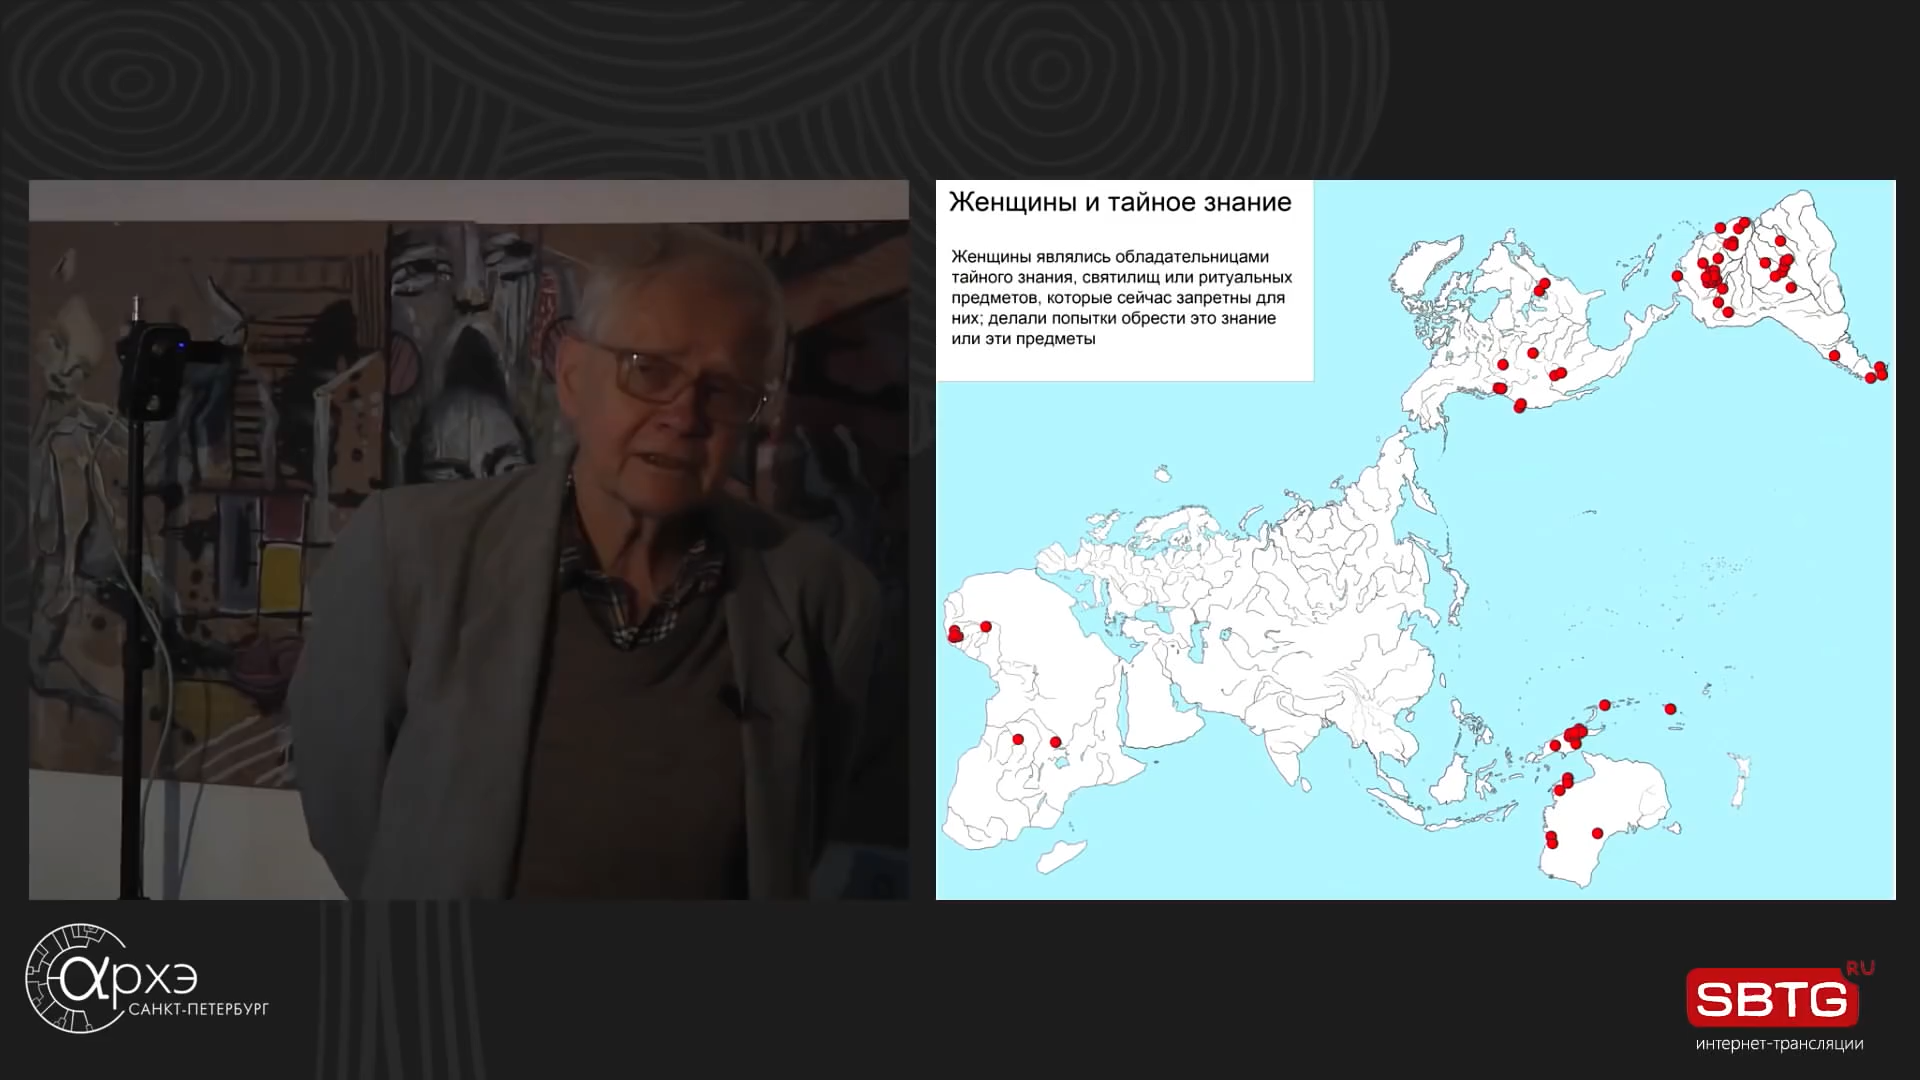 Женщины и тайное знание
Женщины являлись обладательницами
тайного знания, святилищ или ритуальных
предметов, которые сейчас запретны для
них; делали попытки обрести это знание
или эти предметы
αрхэ
САНКТ-ПЕТЕРБУРГ
RU
SBTG
интернет-трансляции